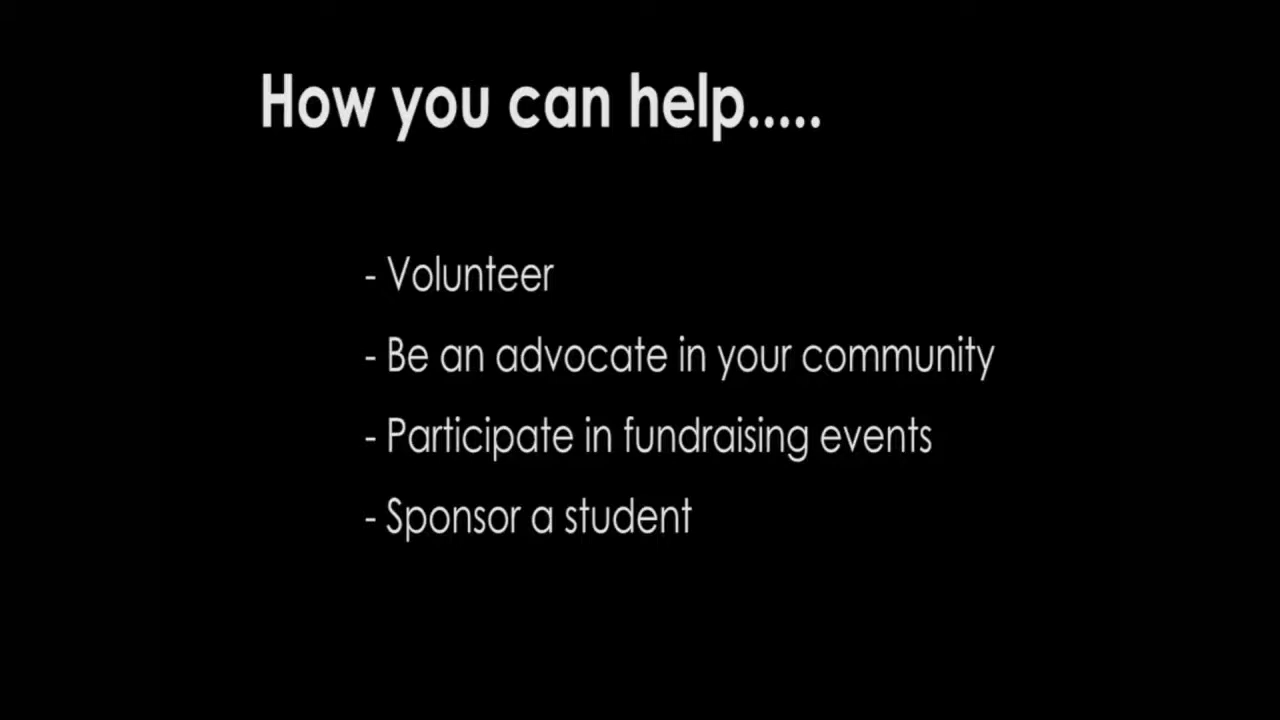 How you can help.....
- Volunteer
- Be an advocate in your community
- Participate in fundraising events
- Sponsor a student